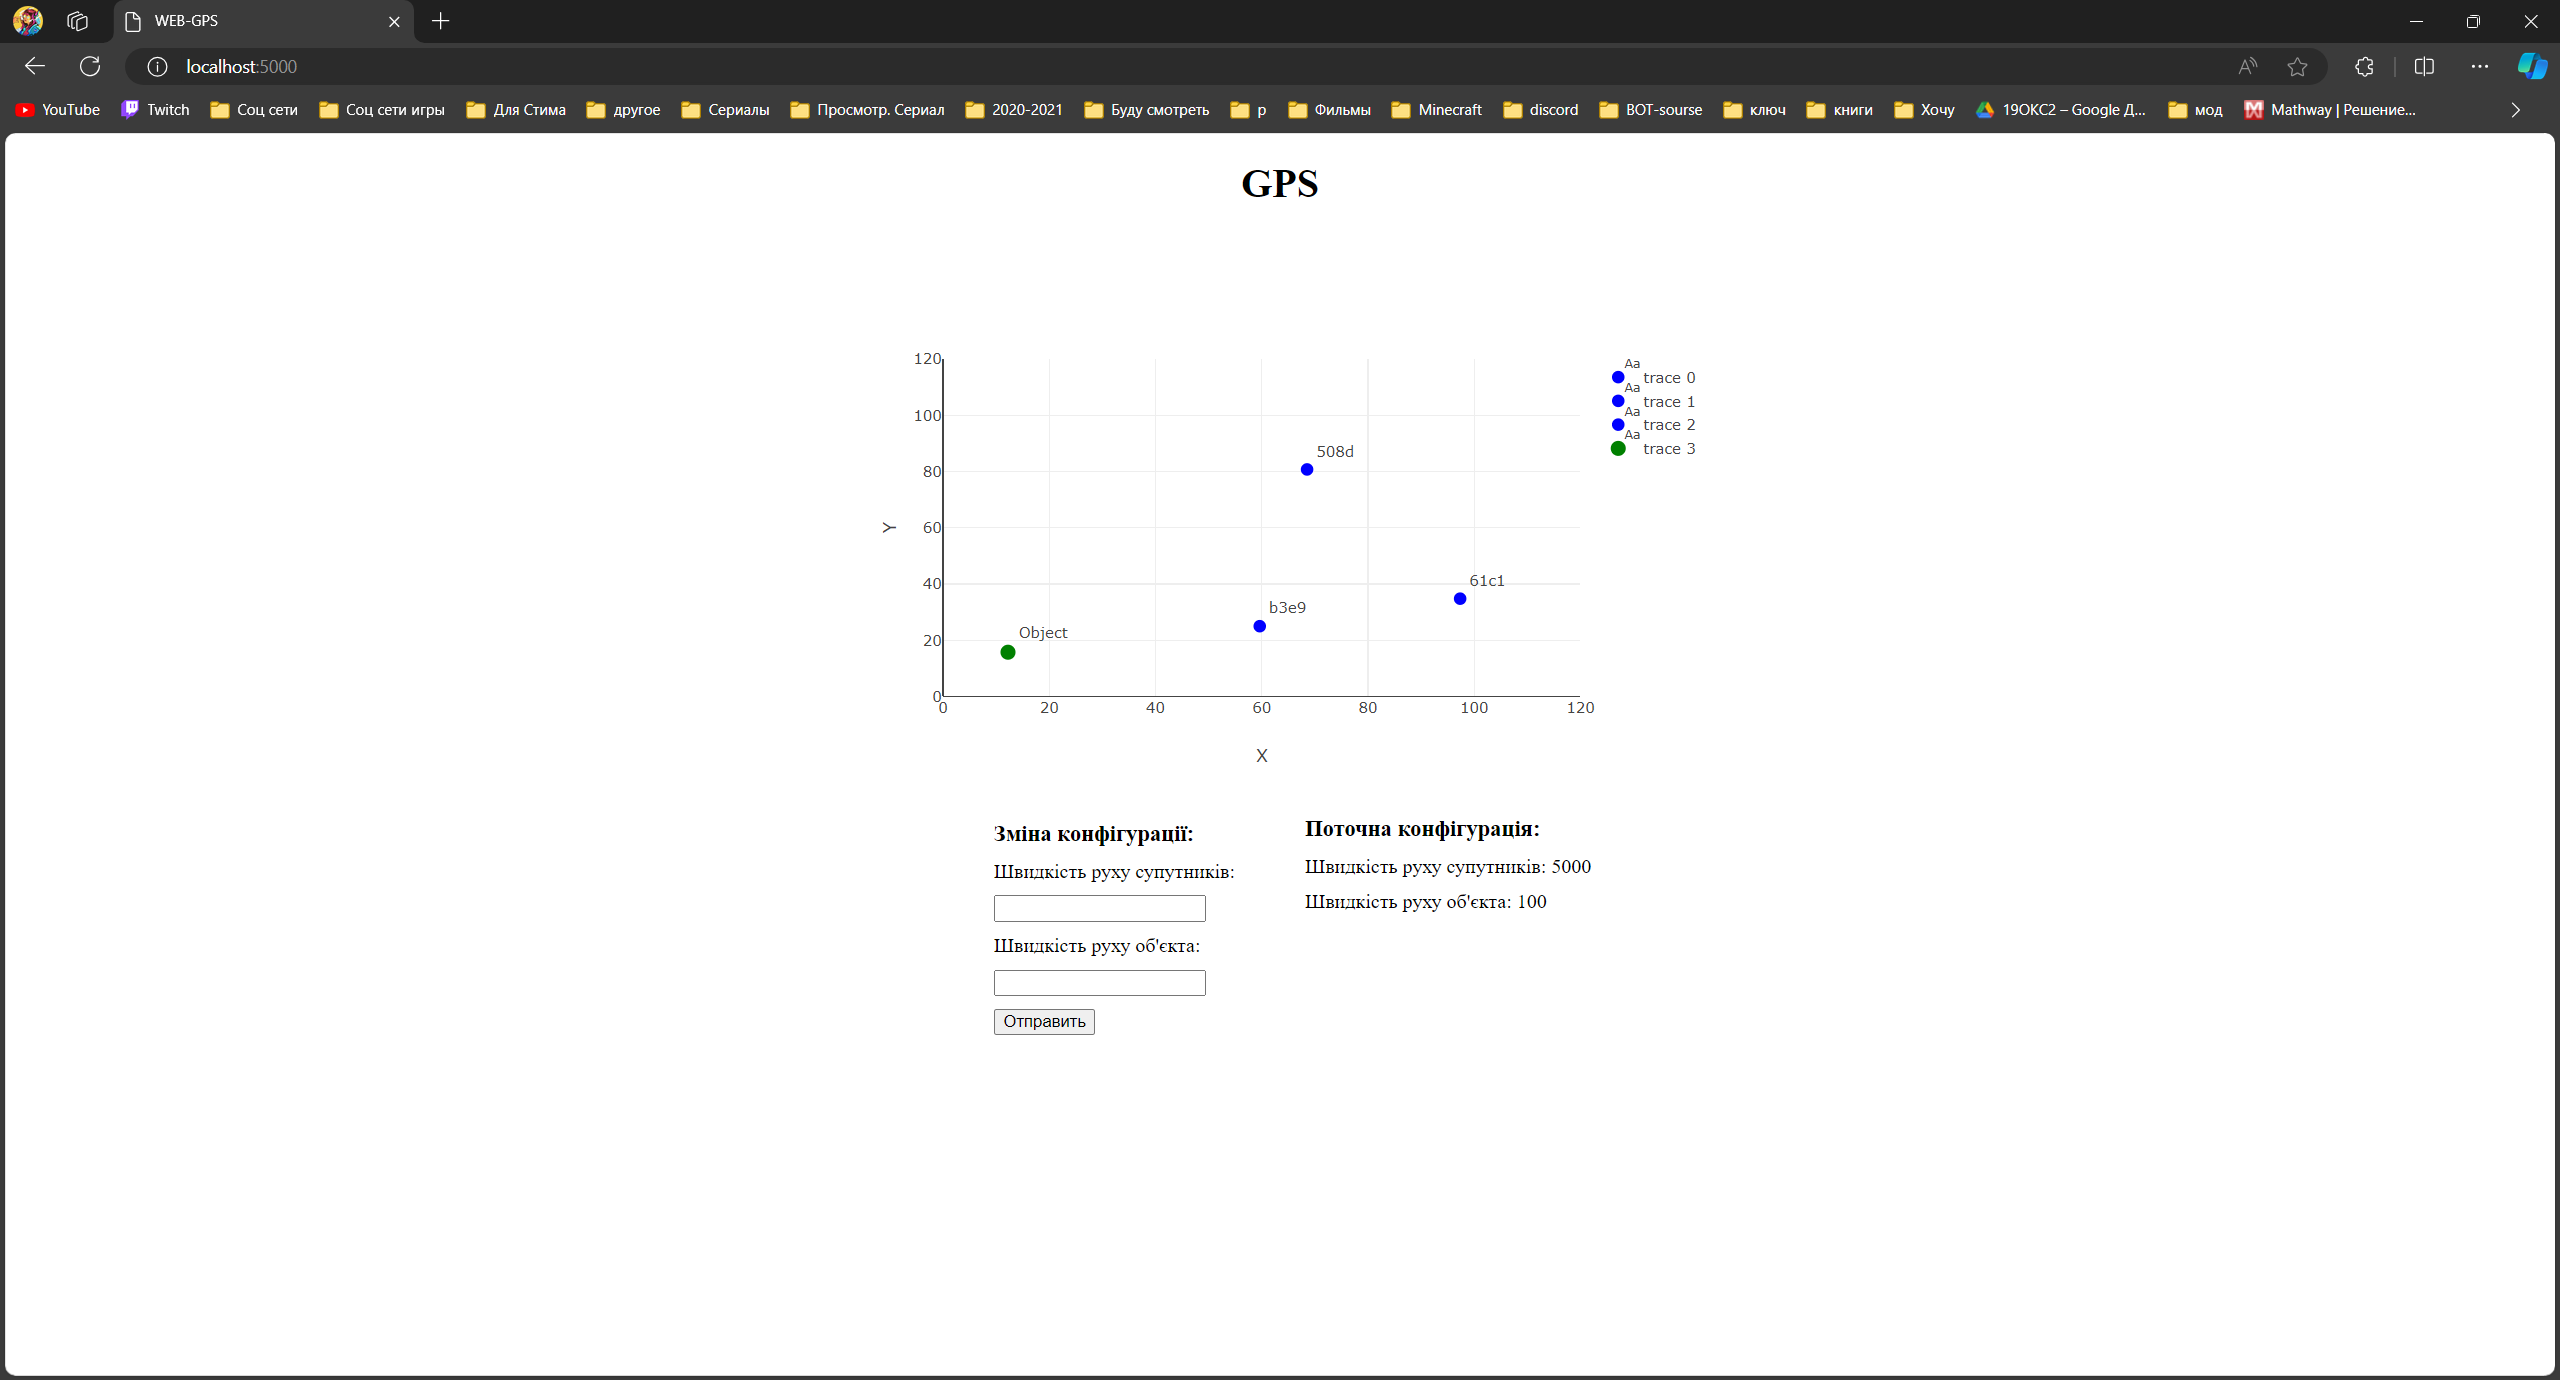 WEB-GPS
localhost:5000
YouTube Twitch Соц сети Соц сети игры Для Стима другое Сериалы Просмотр. Сериал 2020-2021 Буду смотреть р Фильмы Minecraft discord BOT-sourse ключ книги Хочу 19ОКС2 – Google Д... мод Mathway | Решение...
GPS
120
100
80
60
40
20
0
Y
508d
61c1
b3e9
Object
0 20 40 60 80 100 120
X
Aa
trace 0
Aa
trace 1
Aa
trace 2
Aa
trace 3
Зміна конфігурації:
Швидкість руху супутників:
Швидкість руху об'єкта:
Отправить
Поточна конфігурація:
Швидкість руху супутників: 5000
Швидкість руху об'єкта: 100